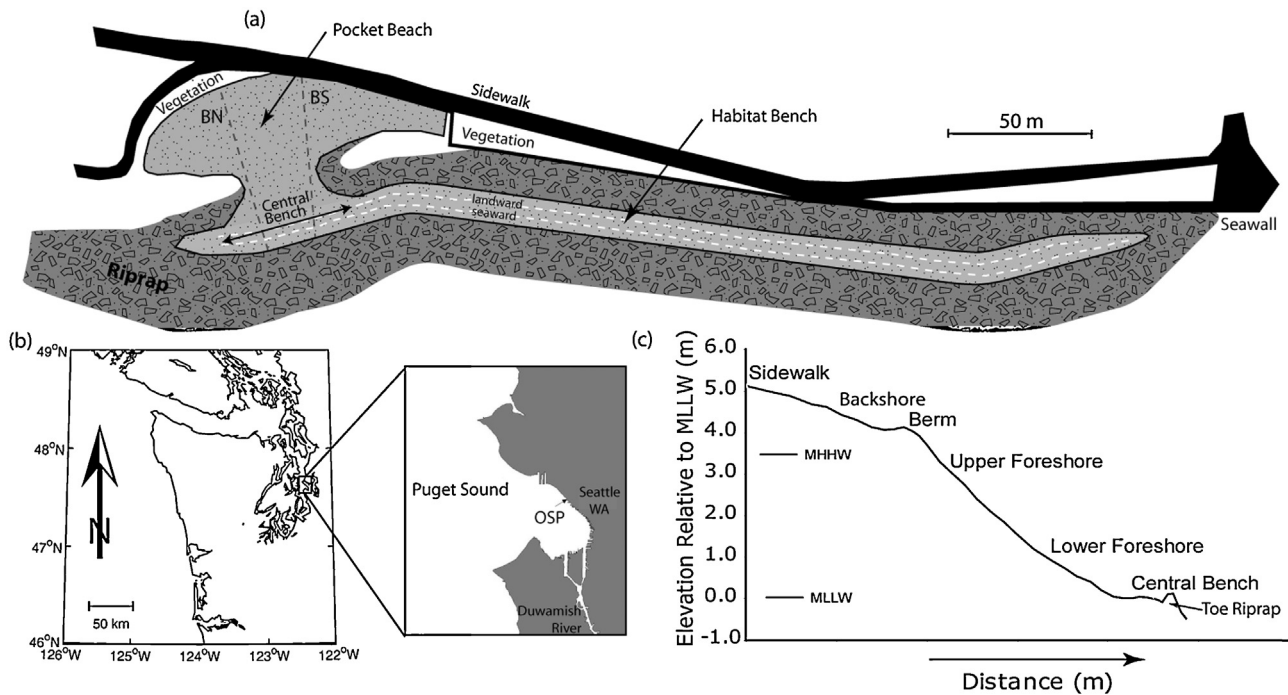 (a)
Pocket Beach
Vegetation
BN
BS
Sidewalk
Habitat Bench
50 m
Vegetation
Central
Bench
landward
seaward
Seawall
Riprap
(b)
49°N
48°N
47°N
46°N
126°W
125°W
124°W
123°W
122°W
N
50 km
Puget Sound
Seattle
WA
OSP
Duwamish
River
(c)
Elevation Relative to MLLW (m)
6.0
5.0
4.0
3.0
2.0
1.0
0.0
-1.0
Sidewalk
Backshore
Berm
MHHW
Upper Foreshore
Lower Foreshore
Central Bench
MLLW
Toe Riprap
Distance (m)